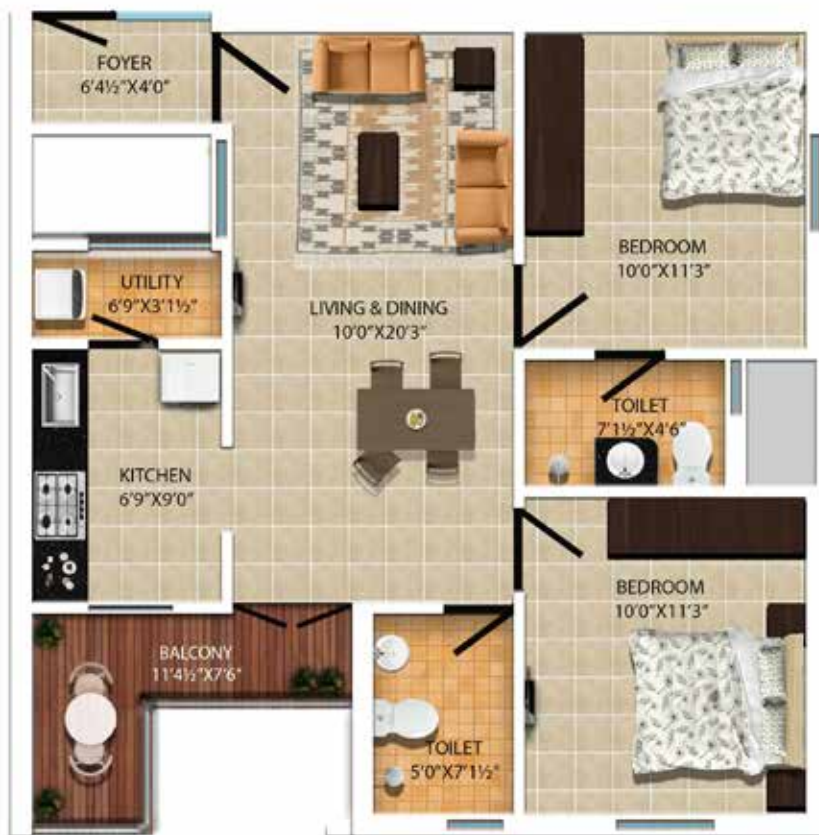 FOYER
6'4½"X4'0"
UTILITY
6'9"X3'1½"
LIVING & DINING
10'0"X20'3"
BEDROOM
10'0"X11'3"
TOILET
7'1½"X4'6"
KITCHEN
6'9"X9'0"
BEDROOM
10'0"X11'3"
BALCONY
11'4½"X7'6"
TOILET
5'0"X7'1½"